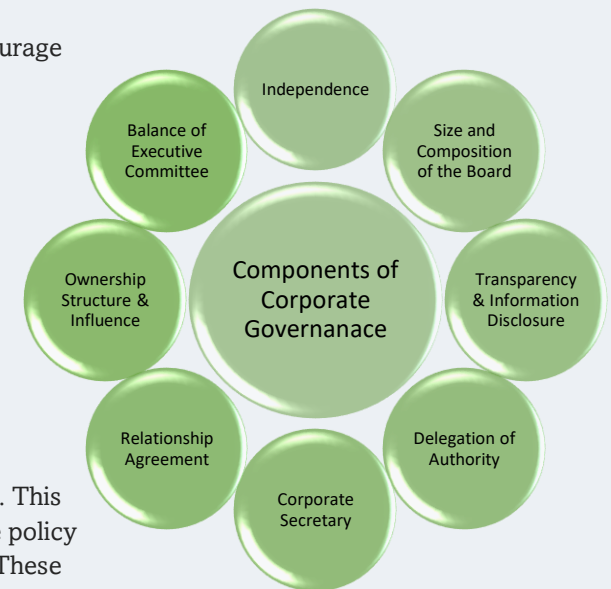 urage
Independence
Balance of
Executive
Committee
Size and
Composition
of the Board
Ownership
Structure &
Influence
Components of
Corporate
Governanace
Transparency
& Information
Disclosure
Relationship
Agreement
Delegation of
Authority
Corporate
Secretary
. This
policy
These